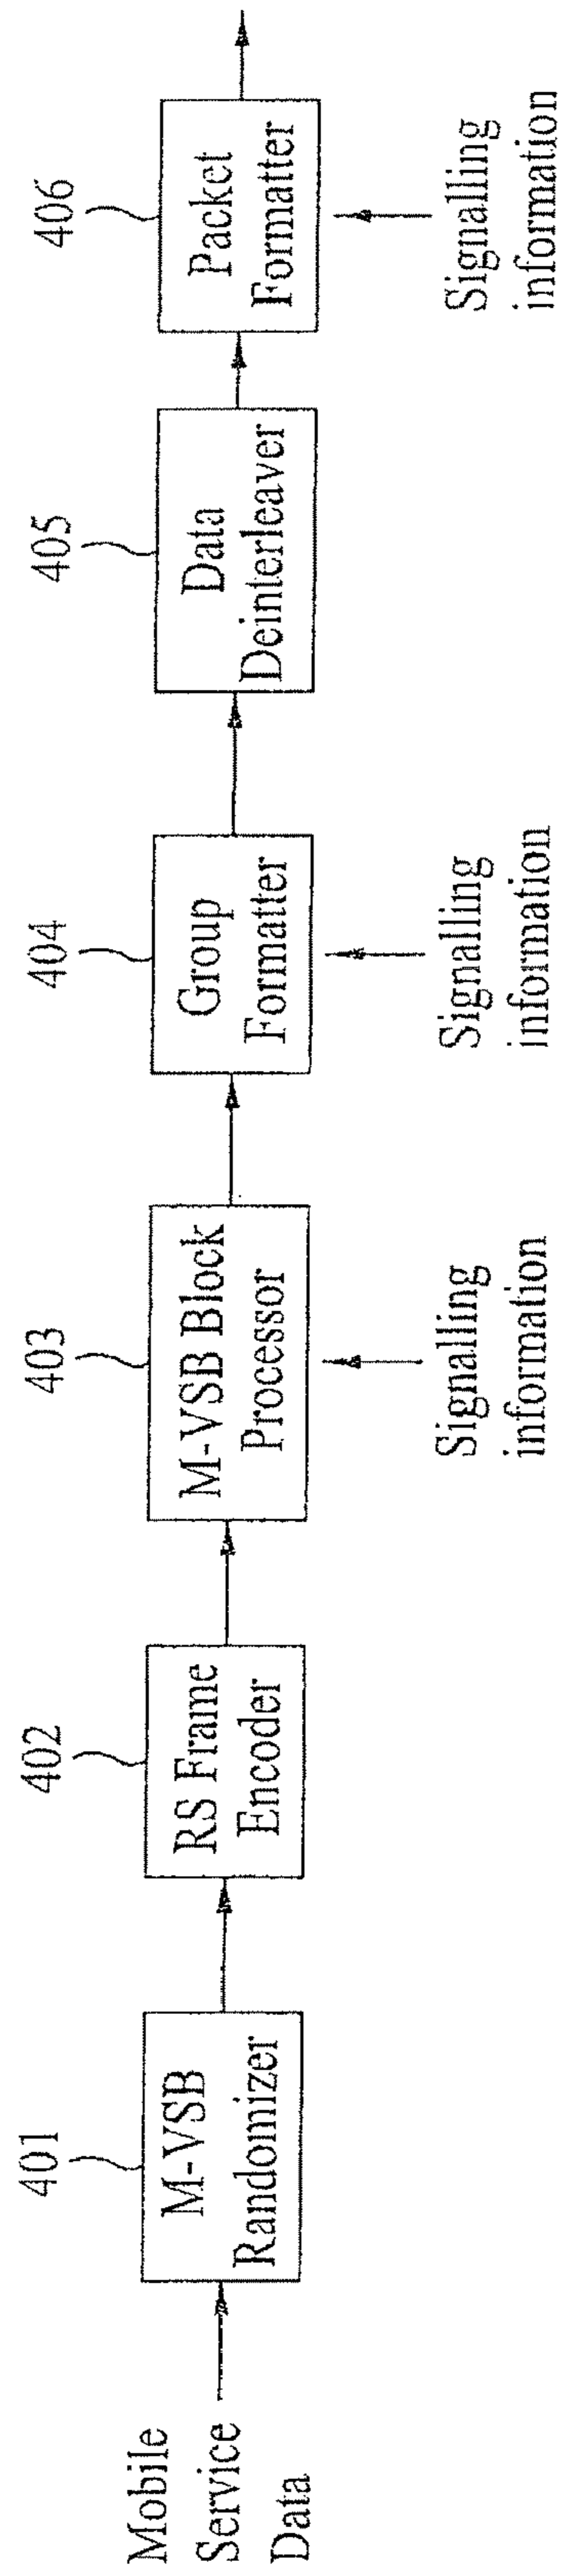 Mobile
Service
Data
401
M-VSB
Randomizer
402
RS Frame
Encoder
403
M-VSB Block
Processor
Signalling
information
404
Group
Formatter
Signalling
information
405
Data
Deinterleaver
406
Packet
Formatter
Signalling
information